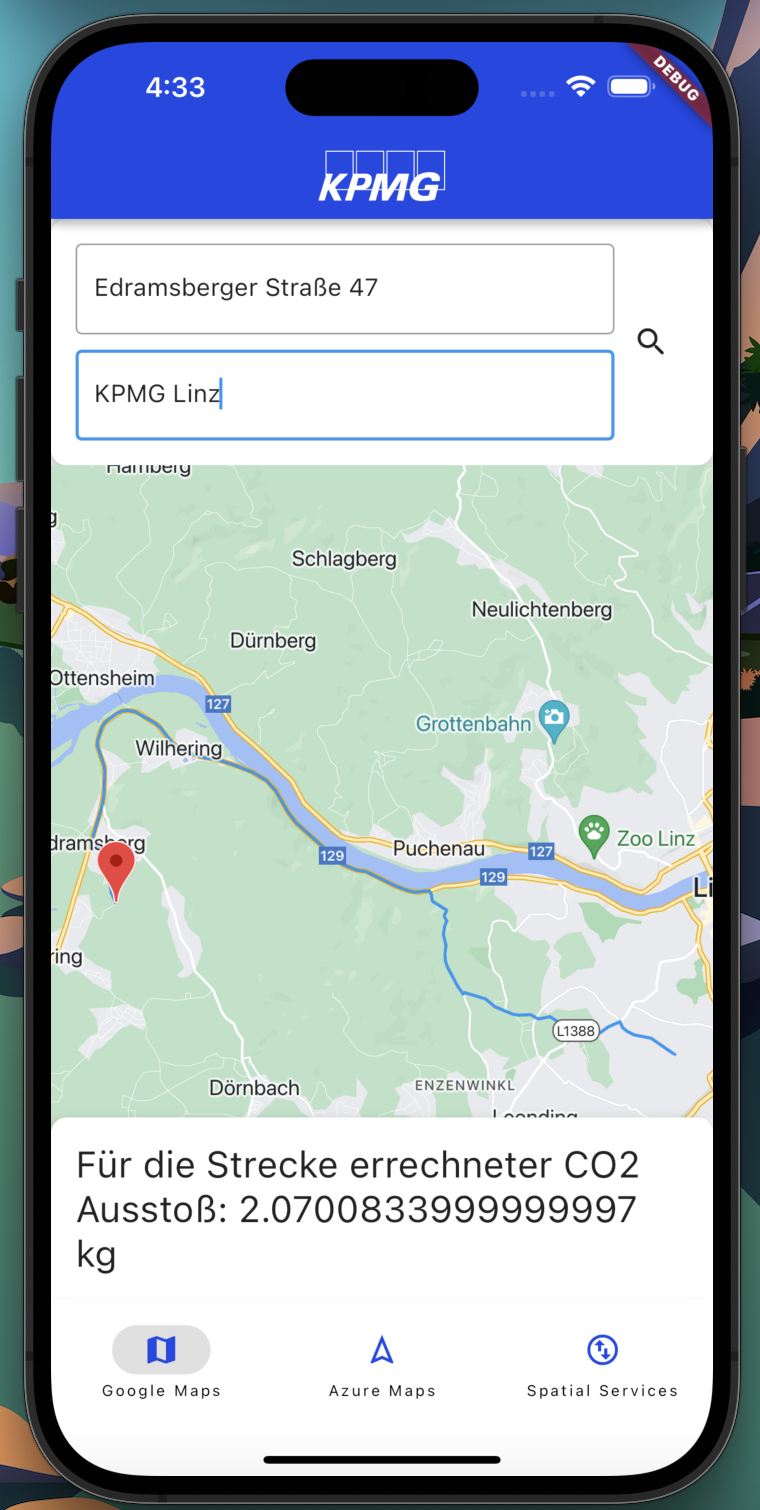 4:33
DEBUG
KPMG
Edramsberger Straße 47
KPMG Linz
Hamberg
g
Schlagberg
Neulichtenberg
Dürnberg
Ottensheim
127
Grottenbahn
Wilhering
dramsberg
Zoo Linz
Puchenau
127
129
129
Li
ring
L1388
Dörnbach
ENZENWINKL
Leonding
Für die Strecke errechneter CO2
Ausstoß: 2.0700833999999997
kg
Google Maps
Azure Maps
Spatial Services